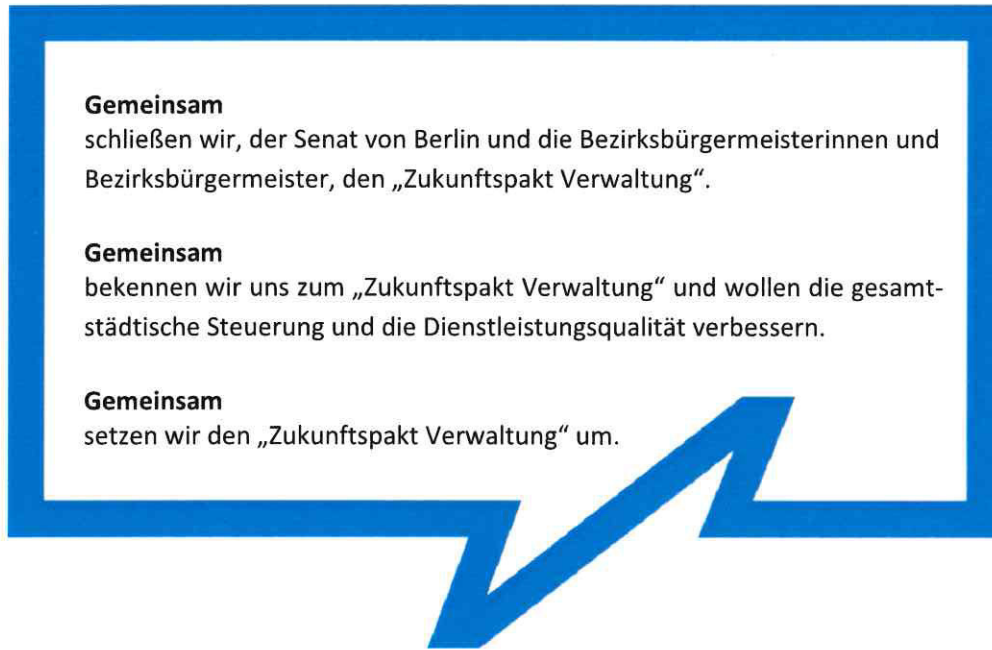 Gemeinsam
schließen wir, der Senat von Berlin und die Bezirksbürgermeisterinnen und
Bezirksbürgermeister, den „Zukunftspakt Verwaltung“.
Gemeinsam
bekennen wir uns zum „Zukunftspakt Verwaltung“ und wollen die gesamt-
städtische Steuerung und die Dienstleistungsqualität verbessern.
Gemeinsam
setzen wir den „Zukunftspakt Verwaltung“ um.